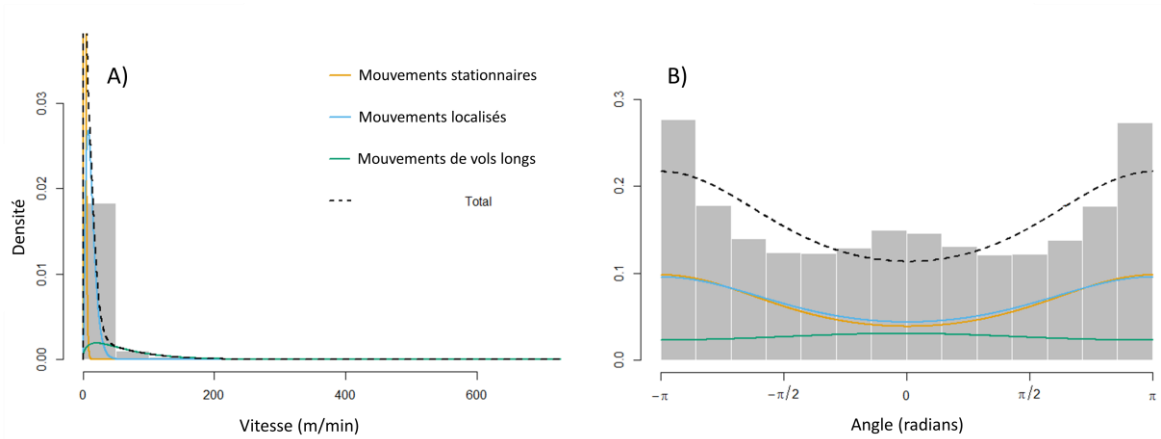 A)
Mouvements stationnaires
Mouvements localisés
Mouvements de vols longs
Total
Densité
0.03
0.02
0.01
0.00
0
200
400
600
Vitesse (m/min)
B)
0.3
0.2
0.1
0.0
−π
−π/2
0
π/2
π
Angle (radians)